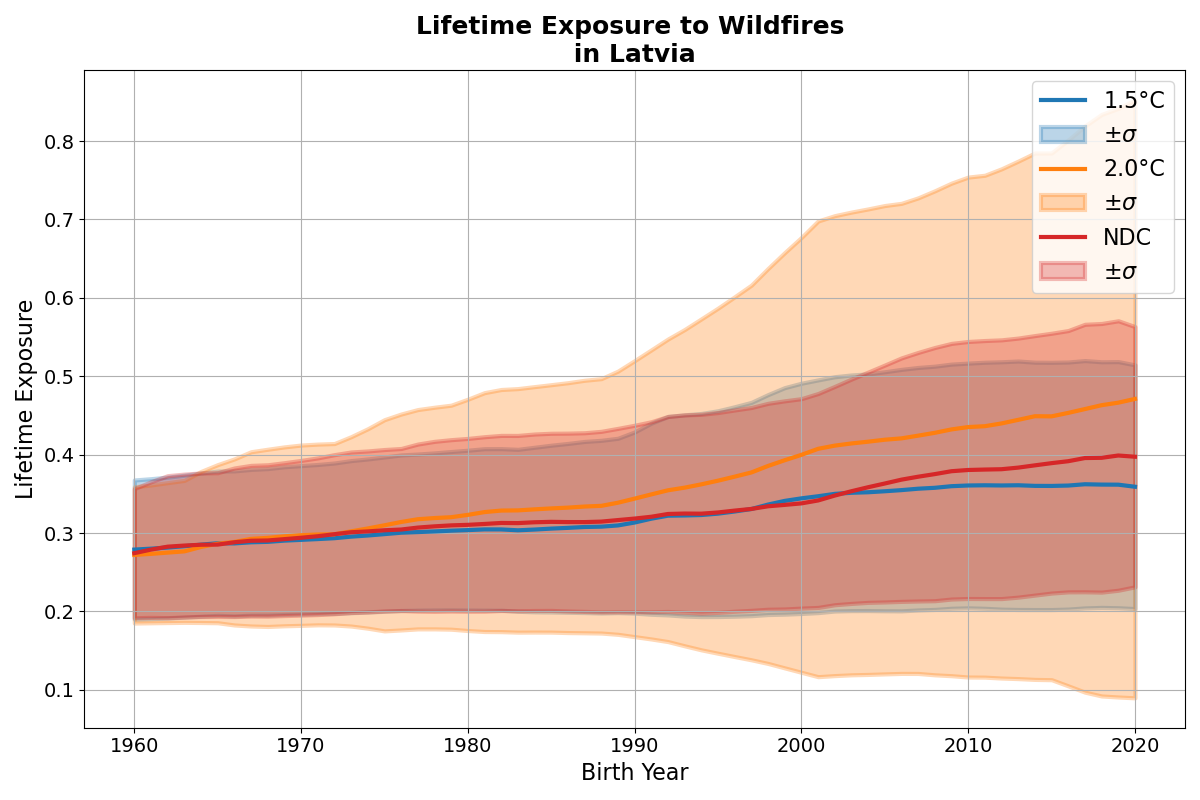 Lifetime Exposure to Wildfires
in Latvia
Lifetime Exposure
0.8
0.7
0.6
0.5
0.4
0.3
0.2
0.1
1960
1970
1980
1990
2000
2010
2020
Birth Year
1.5°C
±σ
2.0°C
±σ
NDC
±σ